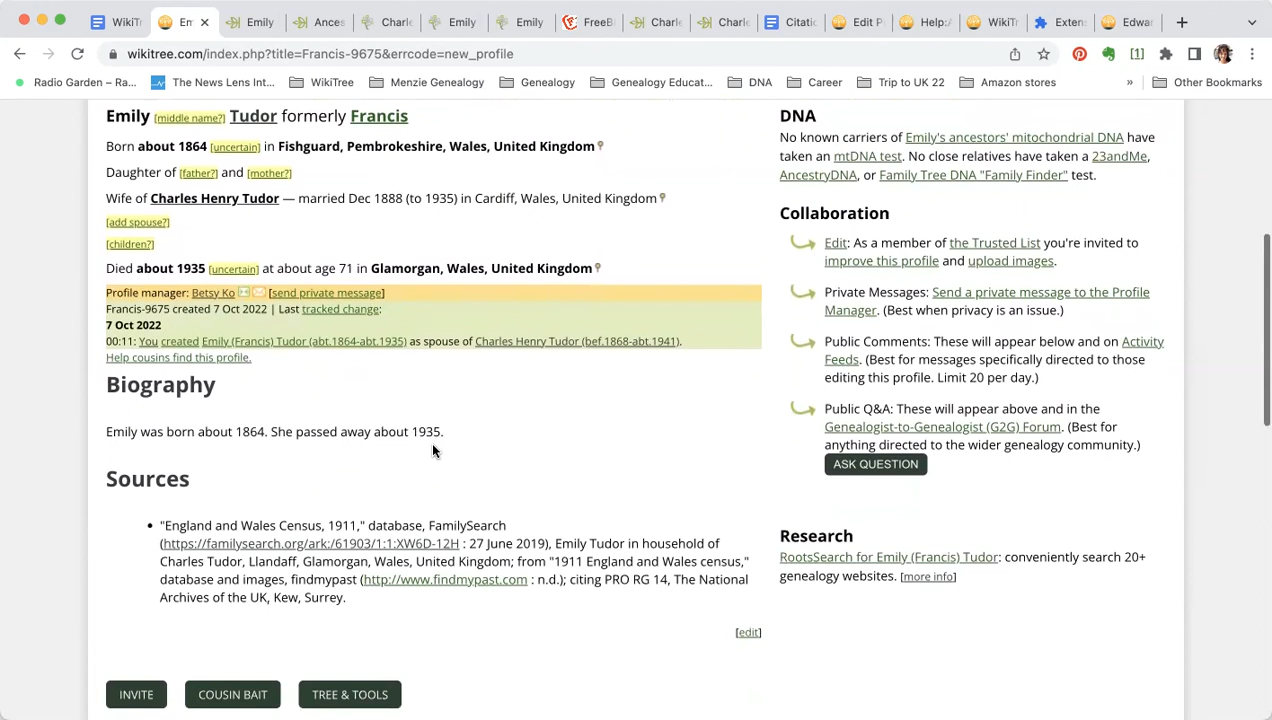 WikiTr
Em
Emily
Ances
Charle
Emily
Emily
FreeB
Charle
Charle
Citatio
Edit P
Help:A
WikiTr
Extens
Edwar
wikitree.com/index.php?title=Francis-9675&errcode=new_profile
Radio Garden – Ra... The News Lens Int... WikiTree Menzie Genealogy Genealogy Genealogy Educat... DNA Career Trip to UK 22 Amazon stores » Other Bookmarks
Emily [middle name?] Tudor formerly Francis
Born about 1864 [uncertain] in Fishguard, Pembrokeshire, Wales, United Kingdom
Daughter of [father?] and [mother?]
Wife of Charles Henry Tudor — married Dec 1888 (to 1935) in Cardiff, Wales, United Kingdom
[add spouse?]
[children?]
Died about 1935 [uncertain] at about age 71 in Glamorgan, Wales, United Kingdom
Profile manager: Betsy Ko [send private message]
Francis-9675 created 7 Oct 2022 | Last tracked change:
7 Oct 2022
00:11: You created Emily (Francis) Tudor (abt.1864-abt.1935) as spouse of Charles Henry Tudor (bef.1868-abt.1941).
Help cousins find this profile.
Biography
Emily was born about 1864. She passed away about 1935.
Sources
• "England and Wales Census, 1911," database, FamilySearch
(https://familysearch.org/ark:/61903/1:1:XW6D-12H : 27 June 2019), Emily Tudor in household of
Charles Tudor, Llandaff, Glamorgan, Wales, United Kingdom; from "1911 England and Wales census,"
database and images, findmypast (http://www.findmypast.com : n.d.); citing PRO RG 14, The National
Archives of the UK, Kew, Surrey.
[edit]
INVITE COUSIN BAIT TREE & TOOLS
DNA
No known carriers of Emily's ancestors' mitochondrial DNA have
taken an mtDNA test. No close relatives have taken a 23andMe,
AncestryDNA, or Family Tree DNA "Family Finder" test.
Collaboration
Edit: As a member of the Trusted List you're invited to
improve this profile and upload images.
Private Messages: Send a private message to the Profile
Manager. (Best when privacy is an issue.)
Public Comments: These will appear below and on Activity
Feeds. (Best for messages specifically directed to those
editing this profile. Limit 20 per day.)
Public Q&A: These will appear above and in the
Genealogist-to-Genealogist (G2G) Forum. (Best for
anything directed to the wider genealogy community.)
ASK QUESTION
Research
RootsSearch for Emily (Francis) Tudor: conveniently search 20+
genealogy websites. [more info]